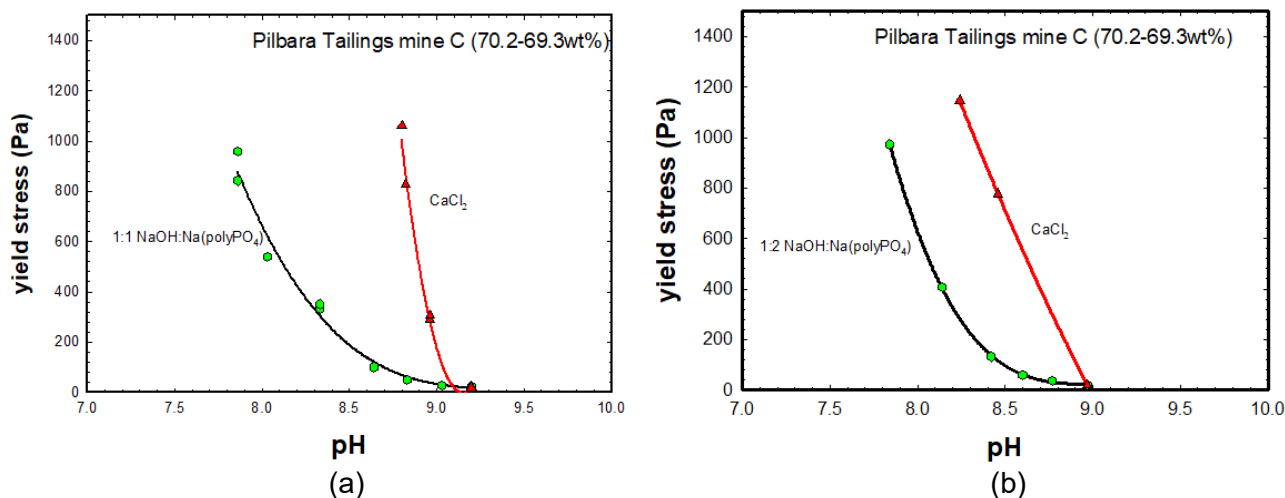 Pilbara Tailings mine C (70.2-69.3wt%)
1400
1200
1000
800
600
400
200
0
yield stress (Pa)
CaCl₂
1:1 NaOH:Na(polyPO₄)
7.0 7.5 8.0 8.5 9.0 9.5 10.0
pH
(a)
Pilbara Tailings mine C (70.2-69.3wt%)
1400
1200
1000
800
600
400
200
0
yield stress (Pa)
CaCl₂
1:2 NaOH:Na(polyPO₄)
7.0 7.5 8.0 8.5 9.0 9.5 10.0
pH
(b)